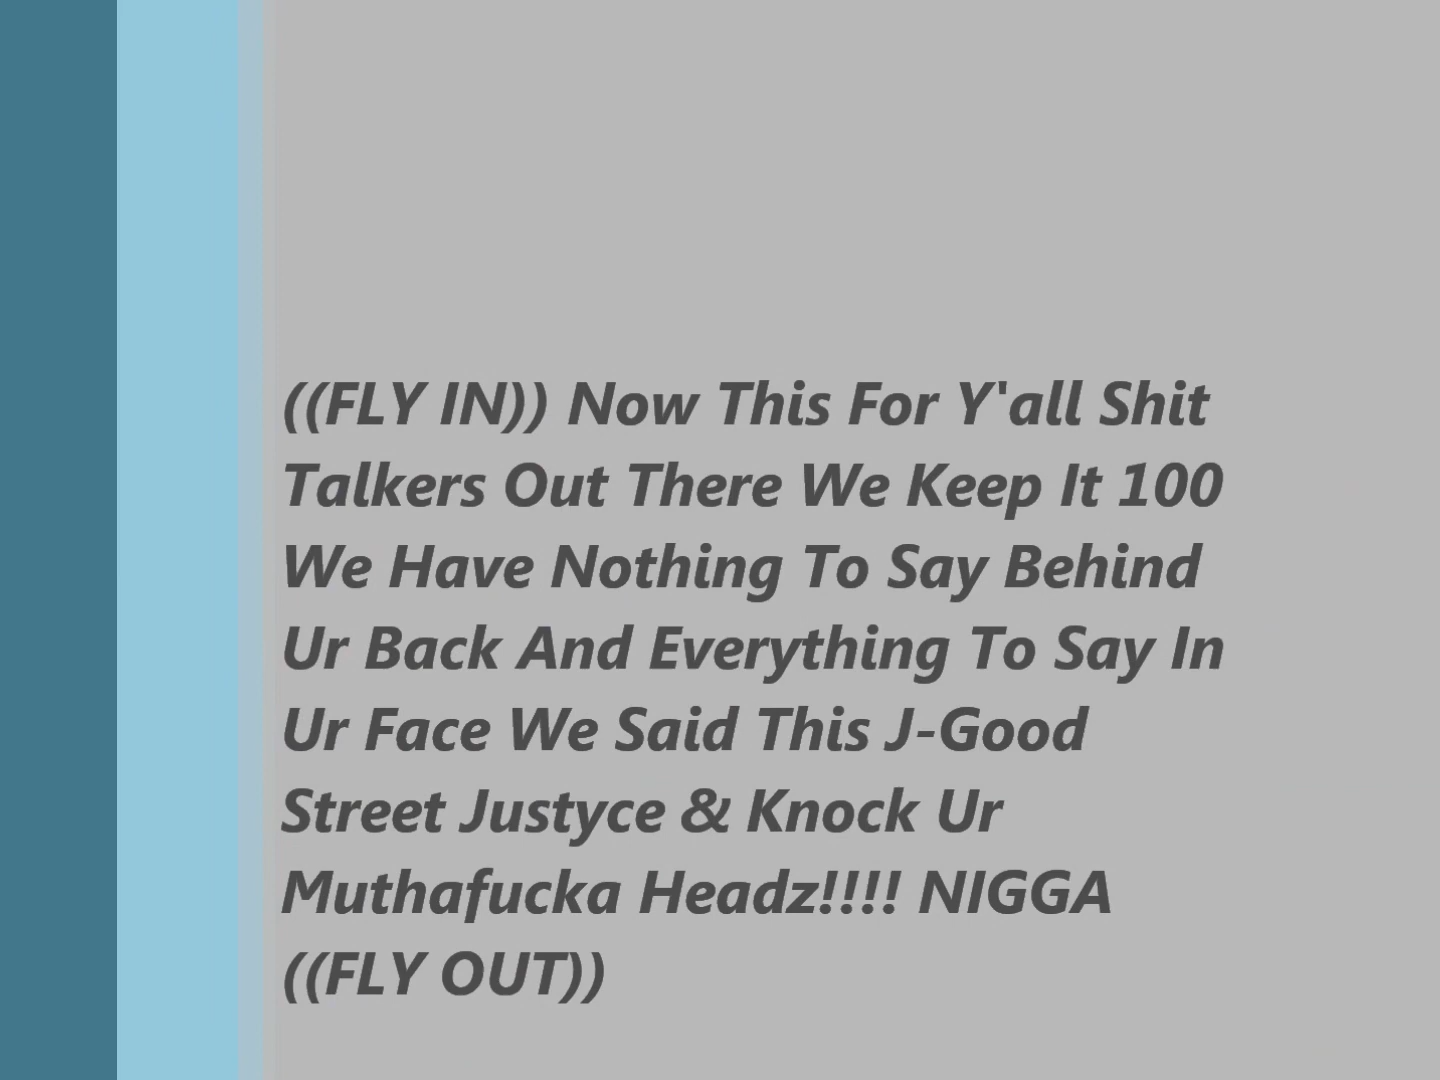 ((FLY IN)) Now This For Y'all Shit
Talkers Out There We Keep It 100
We Have Nothing To Say Behind
Ur Back And Everything To Say In
Ur Face We Said This J-Good
Street Justyce & Knock Ur
Muthafucka Headz!!!! NIGGA
((FLY OUT))